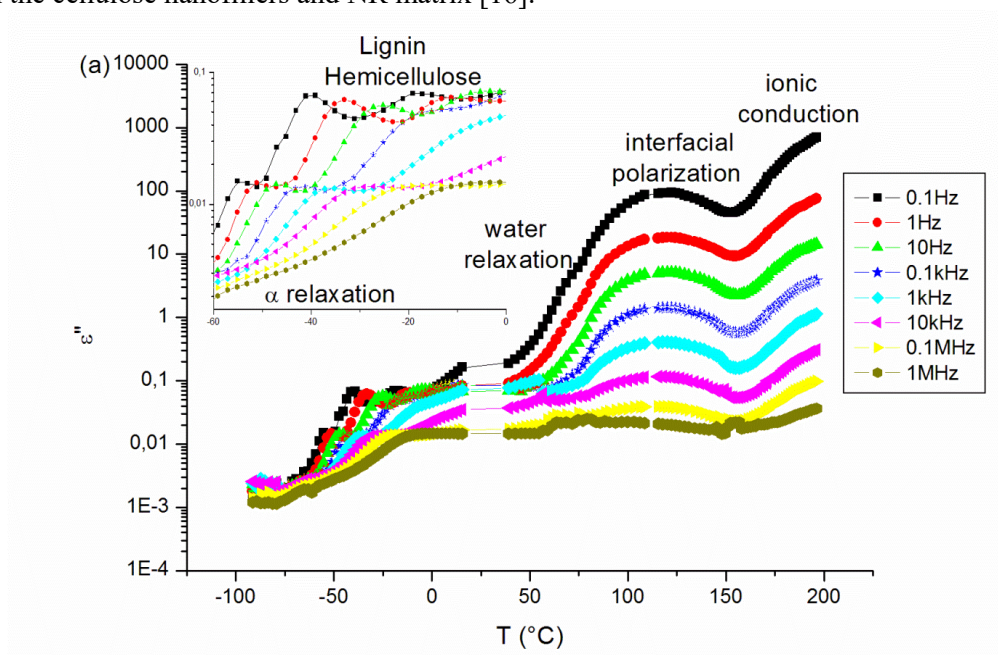 the cellulose nanofillers and NR matrix [16].
(a)
Lignin
Hemicellulose
ionic
conduction
interfacial
polarization
water
relaxation
α relaxation
0,1
0,01
-60 -40 -20 0
10000
1000
100
10
1
0,1
0,01
1E-3
1E-4
ε"
-100 -50 0 50 100 150 200
T (°C)
0.1Hz
1Hz
10Hz
0.1kHz
1kHz
10kHz
0.1MHz
1MHz